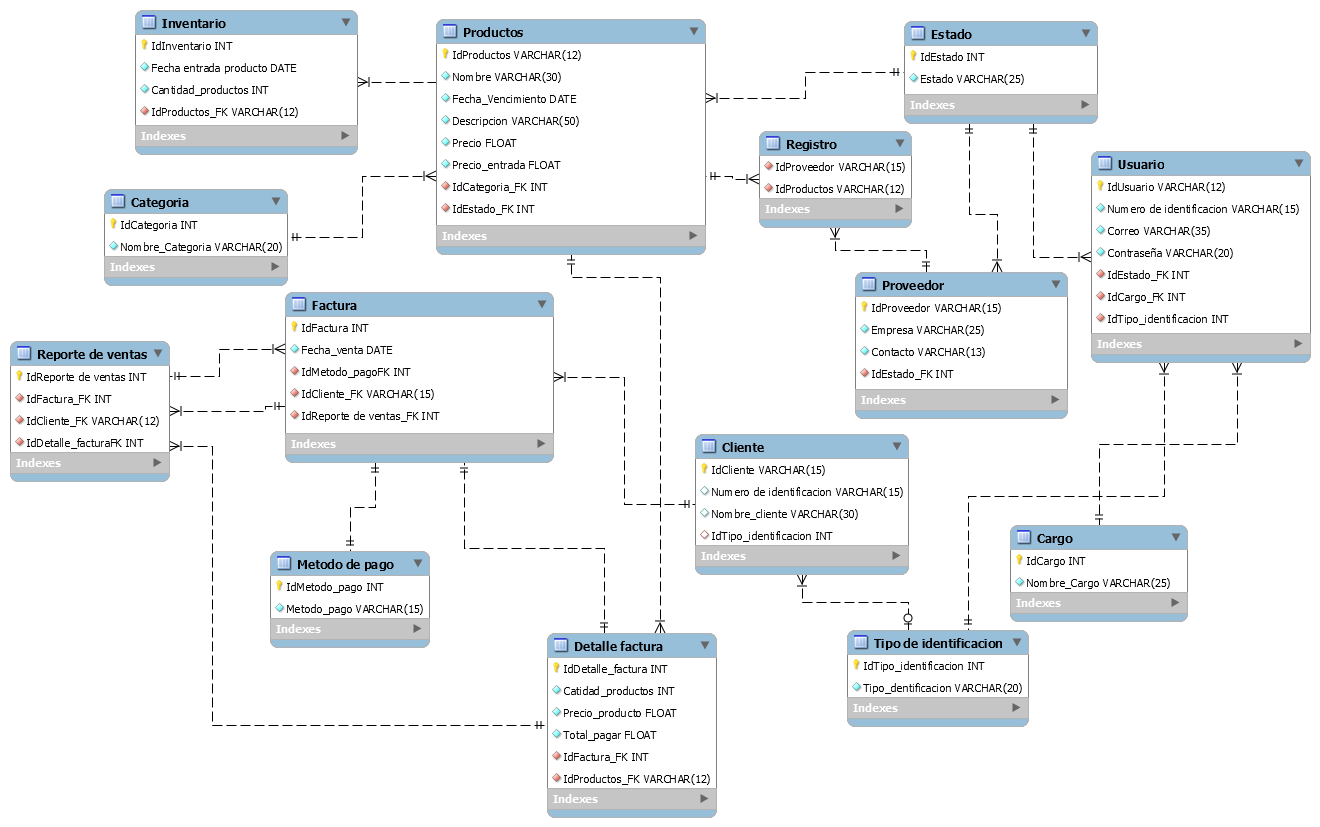 Inventario
IdInventario INT
Fecha entrada producto DATE
Cantidad_productos INT
IdProductos_FK VARCHAR(12)
Indexes
Productos
IdProductos VARCHAR(12)
Nombre VARCHAR(30)
Fecha_Vencimiento DATE
Descripcion VARCHAR(50)
Precio FLOAT
Precio_entrada FLOAT
IdCategoria_FK INT
IdEstado_FK INT
Indexes
Estado
IdEstado INT
Estado VARCHAR(25)
Indexes
Registro
IdProveedor VARCHAR(15)
IdProductos VARCHAR(12)
Indexes
Usuario
IdUsuario VARCHAR(12)
Numero de identificacion VARCHAR(15)
Correo VARCHAR(35)
Contraseña VARCHAR(20)
IdEstado_FK INT
IdCargo_FK INT
IdTipo_identificacion INT
Indexes
Categoria
IdCategoria INT
Nombre_Categoria VARCHAR(20)
Indexes
Proveedor
IdProveedor VARCHAR(15)
Empresa VARCHAR(25)
Contacto VARCHAR(13)
IdEstado_FK INT
Indexes
Factura
IdFactura INT
Fecha_venta DATE
IdMetodo_pagoFK INT
IdCliente_FK VARCHAR(15)
IdReporte de ventas_FK INT
Indexes
Reporte de ventas
IdReporte de ventas INT
IdFactura_FK INT
IdCliente_FK VARCHAR(12)
IdDetalle_facturaFK INT
Indexes
Cliente
IdCliente VARCHAR(15)
Numero de identificacion VARCHAR(15)
Nombre_cliente VARCHAR(30)
IdTipo_identificacion INT
Indexes
Cargo
IdCargo INT
Nombre_Cargo VARCHAR(25)
Indexes
Metodo de pago
IdMetodo_pago INT
Metodo_pago VARCHAR(15)
Indexes
Detalle factura
IdDetalle_factura INT
Catidad_productos INT
Precio_producto FLOAT
Total_pagar FLOAT
IdFactura_FK INT
IdProductos_FK VARCHAR(12)
Indexes
Tipo de identificacion
IdTipo_identificacion INT
Tipo_dentificacion VARCHAR(20)
Indexes